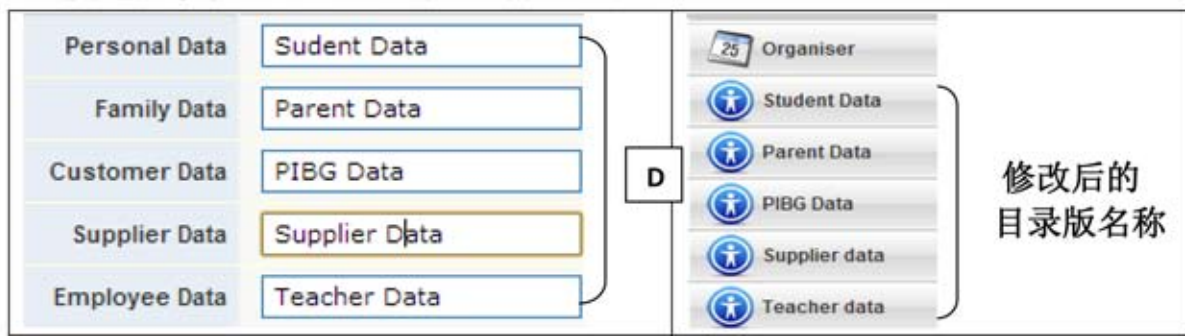 Personal Data Sudent Data
Family Data Parent Data
Customer Data PIBG Data
Supplier Data Supplier Data
Employee Data Teacher Data
D
25 Organiser
Student Data
Parent Data
PIBG Data
Supplier data
Teacher data
修改后的
目录版名称